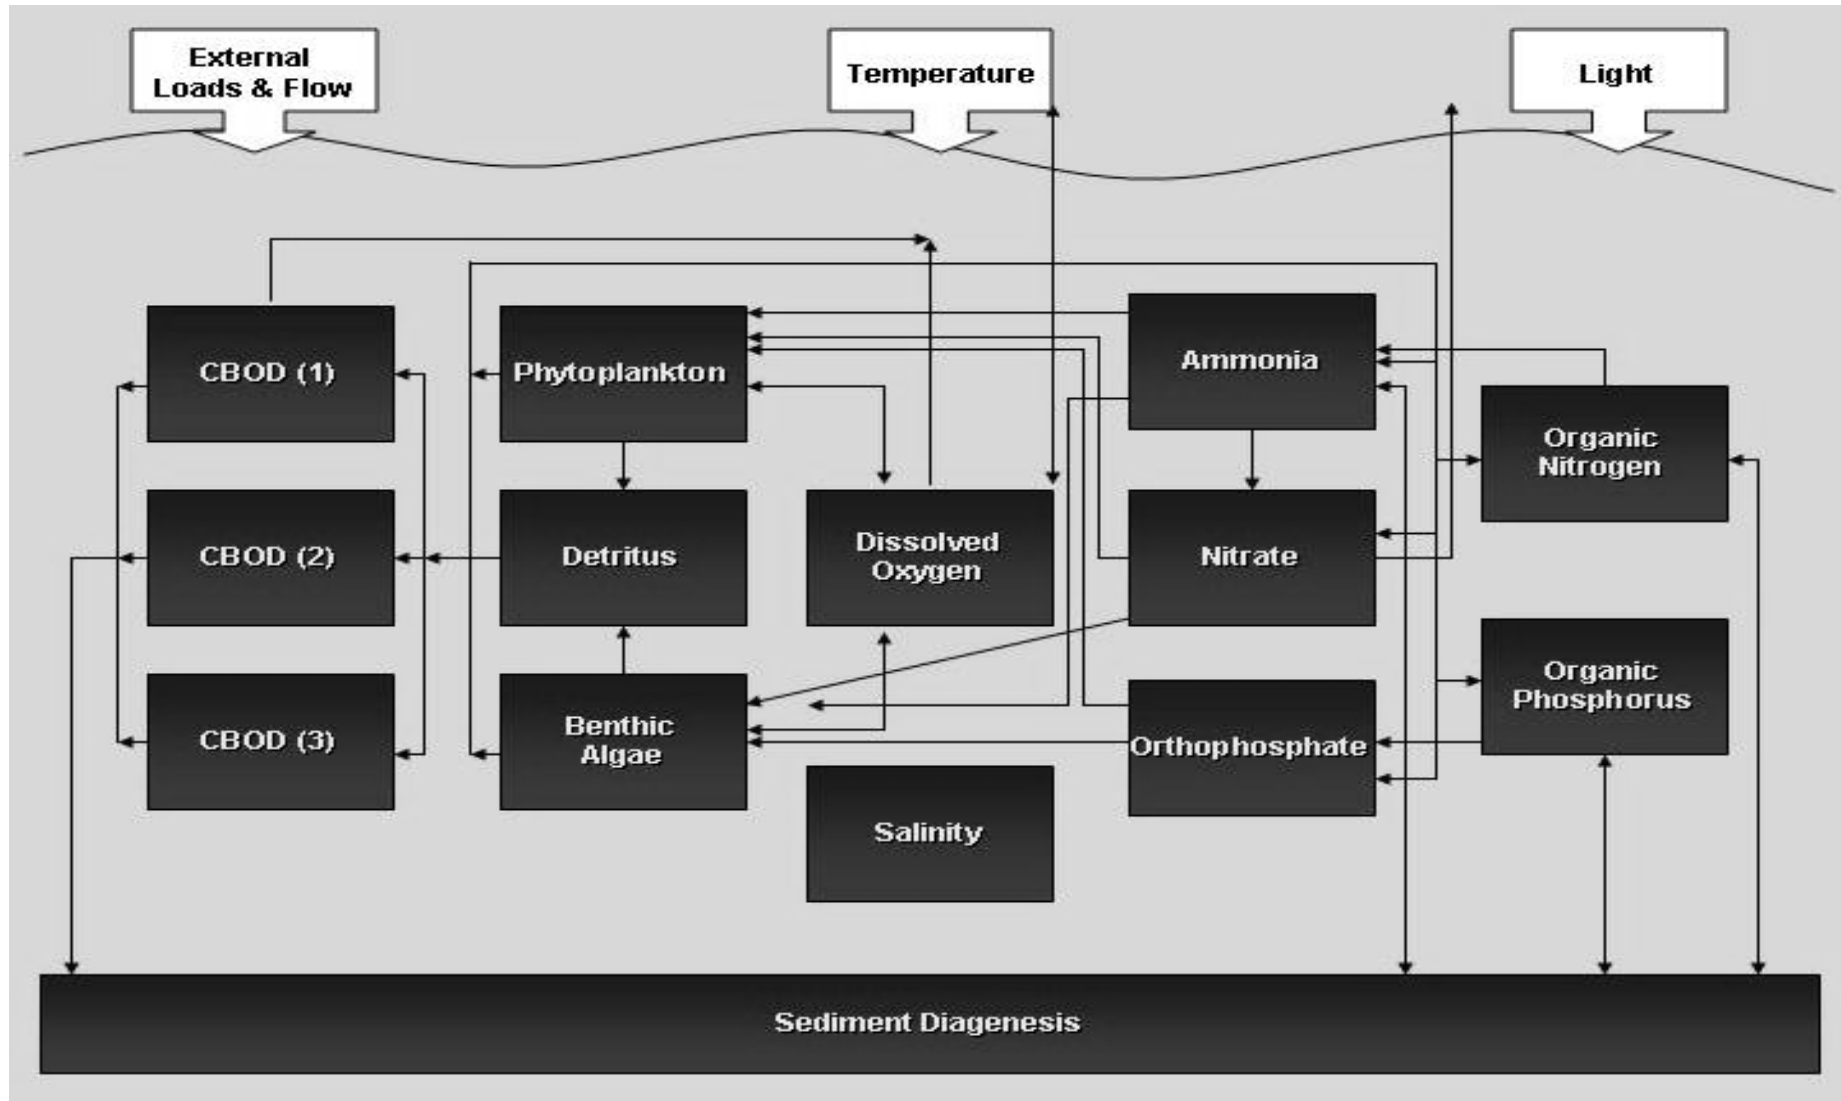 External
Loads & Flow
Temperature
Light
CBOD (1)
Phytoplankton
Ammonia
Organic
Nitrogen
CBOD (2)
Detritus
Dissolved
Oxygen
Nitrate
Organic
Phosphorus
CBOD (3)
Benthic
Algae
Orthophosphate
Salinity
Sediment Diagenesis